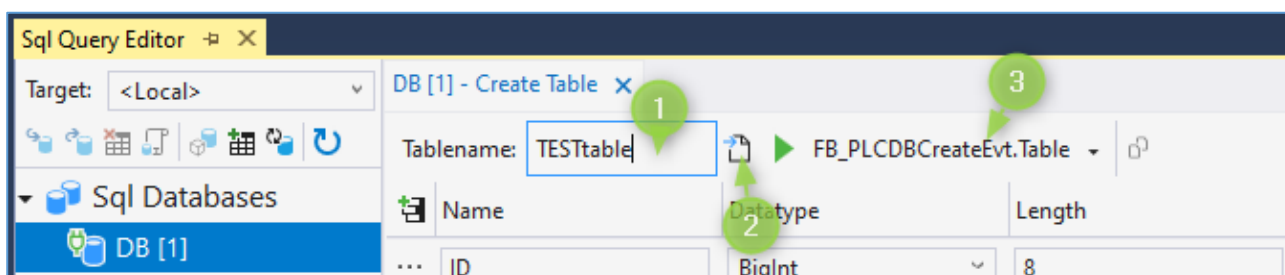 Sql Query Editor
Target: <Local>
Sql Databases
DB [1]
DB [1] - Create Table
1
3
Tablename: TESTtable FB_PLCDBCreateEvt.Table
Name Datatype Length
2
... ID BigInt 8